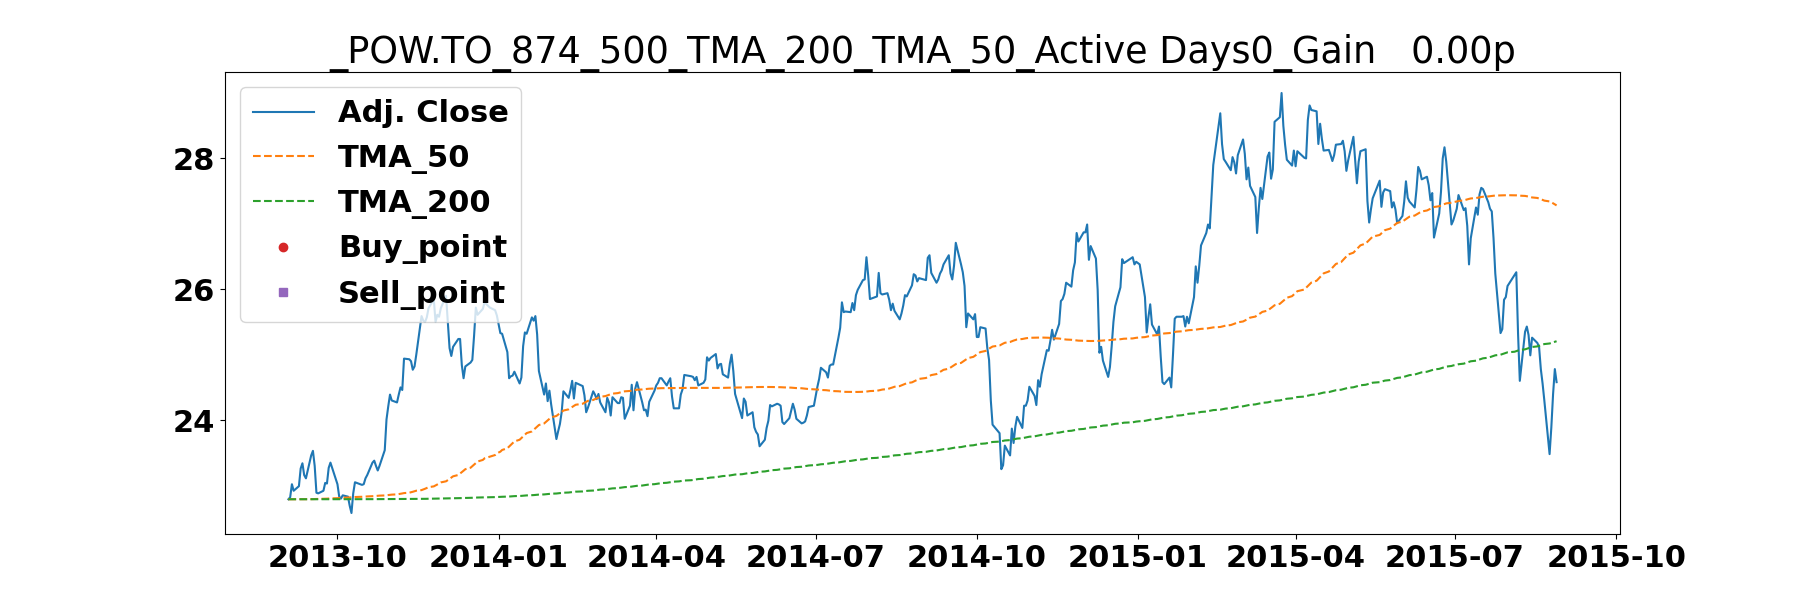 _POW.TO_874_500_TMA_200_TMA_50_Active Days0_Gain   0.00p
Adj. Close
TMA_50
TMA_200
Buy_point
Sell_point
28
26
24
2013-10 2014-01 2014-04 2014-07 2014-10 2015-01 2015-04 2015-07 2015-10